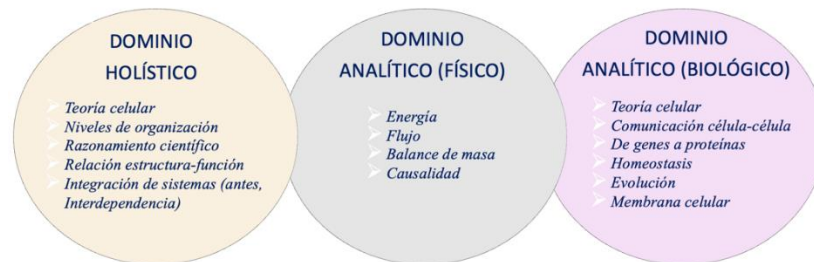 DOMINIO
HOLÍSTICO
Teoría celular
Niveles de organización
Razonamiento científico
Relación estructura-función
Integración de sistemas (antes,
Interdependencia)
DOMINIO
ANALÍTICO (FÍSICO)
Energía
Flujo
Balance de masa
Causalidad
DOMINIO
ANALÍTICO (BIOLÓGICO)
Teoría celular
Comunicación célula-célula
De genes a proteínas
Homeostasis
Evolución
Membrana celular